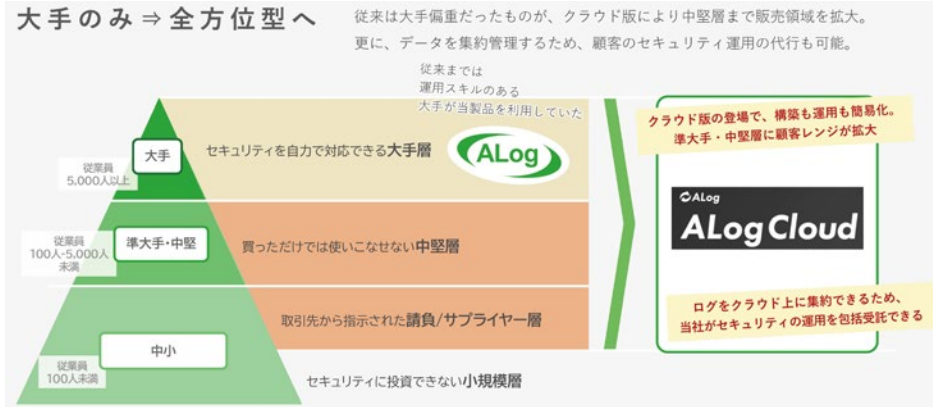 大手のみ⇒全方位型へ
従来は大手偏重だったものが、クラウド版により中堅層まで販売領域を拡大。
更に、データを集約管理するため、顧客のセキュリティ運用の代行も可能。
従来までは
運用スキルのある
大手が当製品を利用していた
大手
従業員
5,000人以上
セキュリティを自力で対応できる大手層
ALog
準大手・中堅
従業員
100人-5,000人
未満
買っただけでは使いこなせない中堅層
取引先から指示された請負/サプライヤー層
中小
従業員
100人未満
セキュリティに投資できない小規模層
クラウド版の登場で、構築も運用も簡易化。
準大手・中堅層に顧客レンジが拡大
ALog
ALog Cloud
ログをクラウド上に集約できるため、
当社がセキュリティの運用を包括受託できる